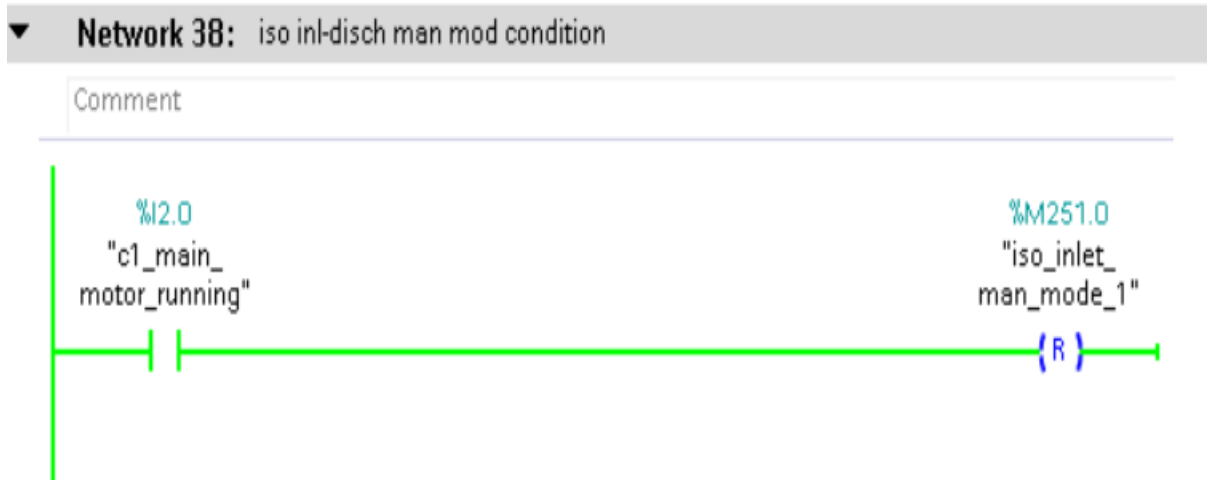 Network 38: iso inl-disch man mod condition
Comment
%I2.0
"c1_main_
motor_running"
%M251.0
"iso_inlet_
man_mode_1"
R